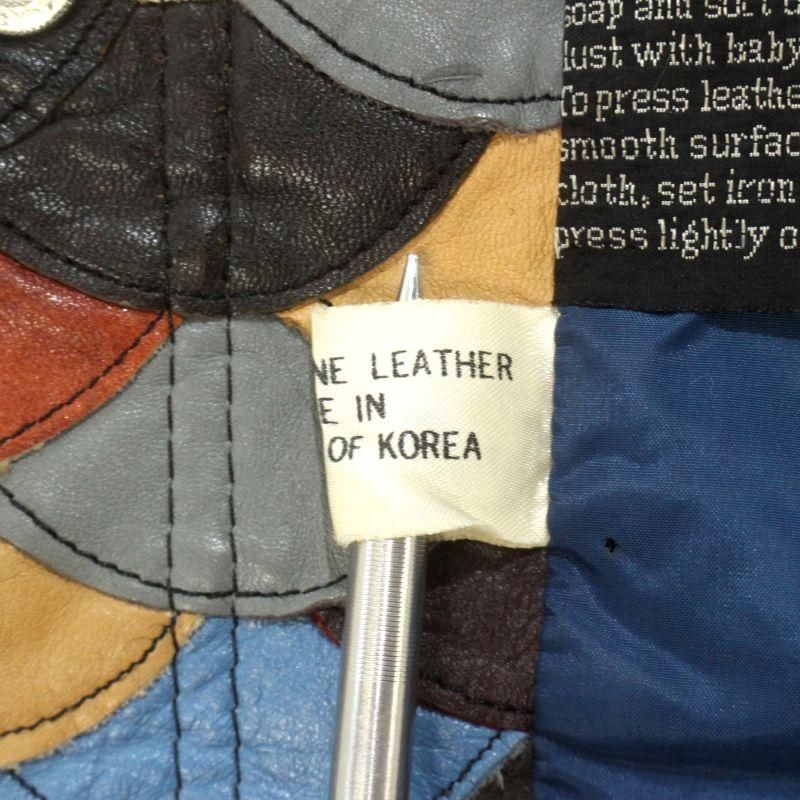 soap and soft
dust with baby
To press leathe
smooth surfac
cloth, set iron
press lightly o
NE LEATHER
E IN
OF KOREA